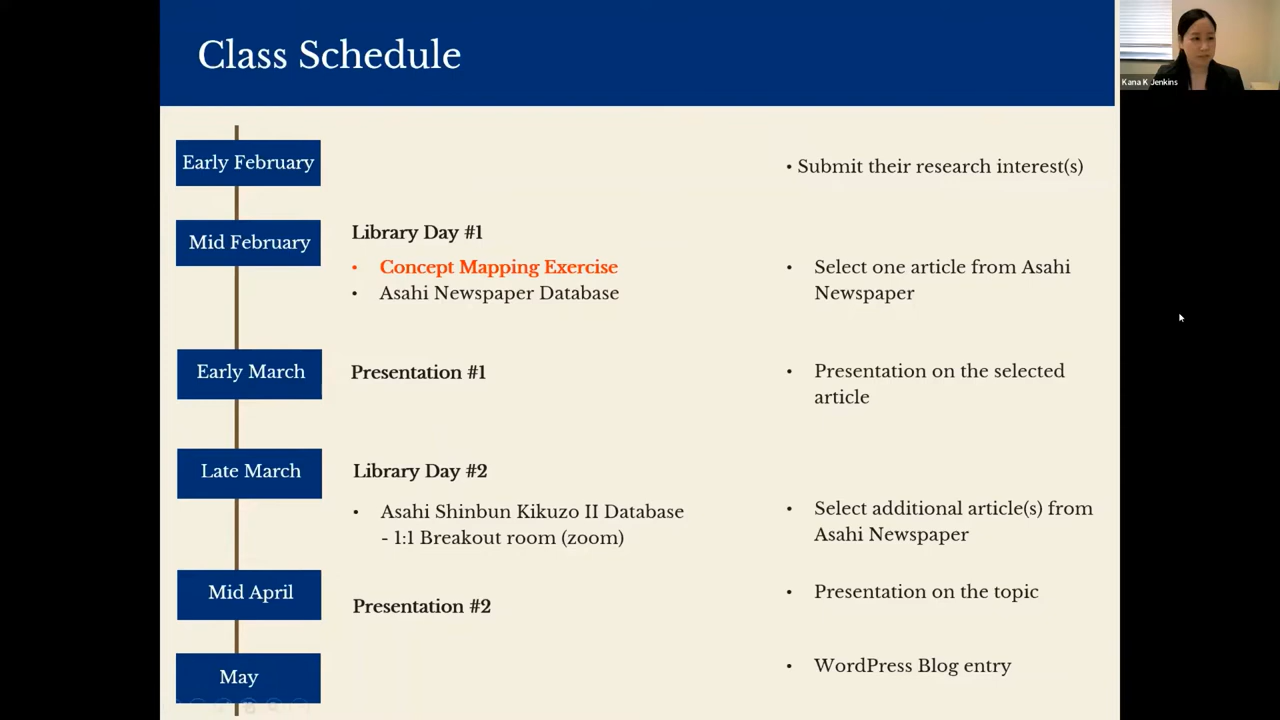 Class Schedule
Kana K Jenkins
Early February
• Submit their research interest(s)
Mid February
Library Day #1
• Concept Mapping Exercise
• Asahi Newspaper Database
• Select one article from Asahi
Newspaper
Early March
Presentation #1
• Presentation on the selected
article
Late March
Library Day #2
• Asahi Shinbun Kikuzo II Database
- 1:1 Breakout room (zoom)
• Select additional article(s) from
Asahi Newspaper
Mid April
Presentation #2
• Presentation on the topic
May
• WordPress Blog entry